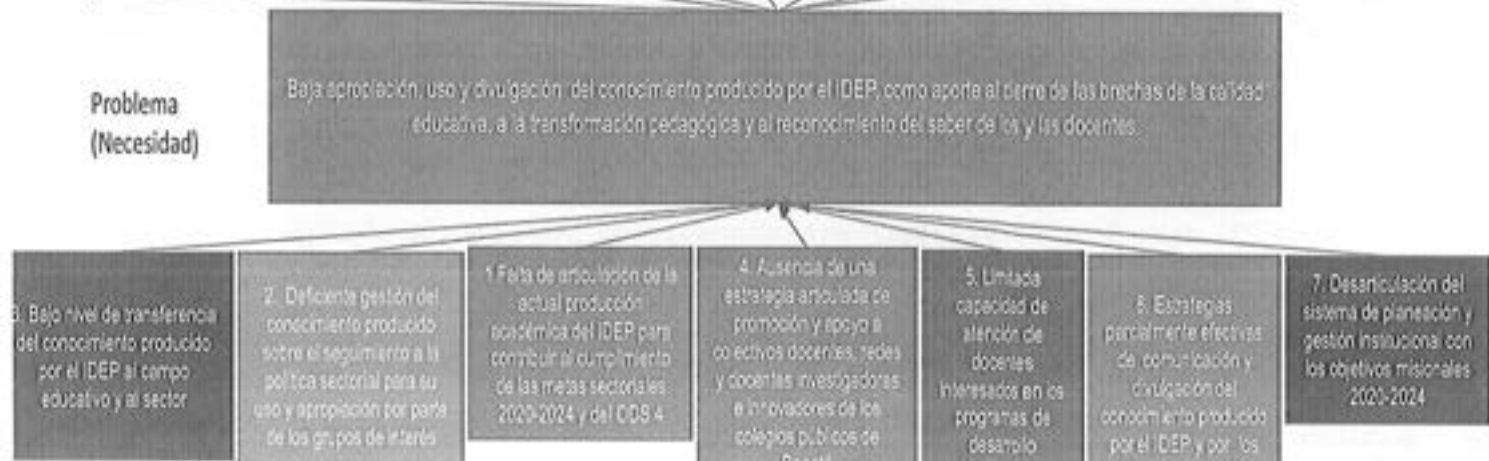 Problema
(Necesidad)
Baja apropiación, uso y divulgación del conocimiento producido por el IDEP, como aporte al cierre de las brechas de la calidad
educativa, a la transformación pedagógica y al reconocimiento del saber de los y las docentes.
3. Bajo nivel de transferencia
del conocimiento producido
por el IDEP al campo
educativo y al sector
2. Deficiente gestión del
conocimiento producido
sobre el seguimiento a la
política sectorial para su
uso y apropiación por parte
de los grupos de interés
1 Falta de articulación de la
actual producción
académica del IDEP para
contribuir al cumplimiento
de las metas sectoriales
2020-2024 y del ODS 4
4. Ausencia de una
estrategia articulada de
promoción y apoyo a
colectivos docentes, redes
y docentes investigadoras
e innovadores de los
colegios públicos de
5. Limitada
capacidad de
atención de
docentes
interesados en los
programas de
desarrollo
6. Estrategias
parcialmente efectivas
de comunicación y
divulgación del
conocimiento producido
por el IDEP y por los
7. Desarticulación del
sistema de planeación y
gestión institucional con
los objetivos misionales
2020-2024